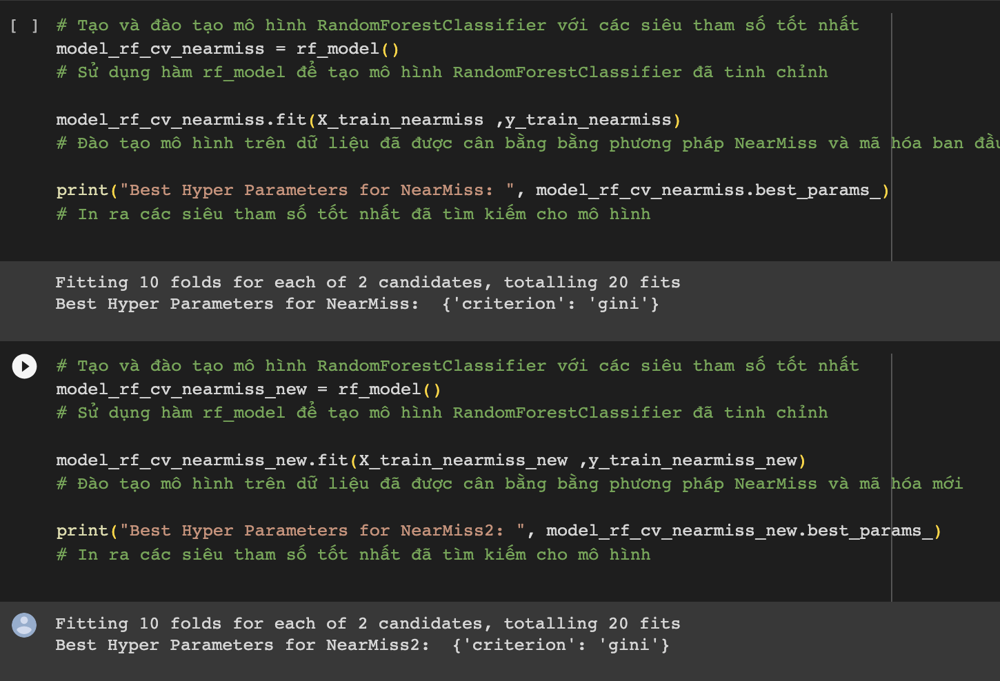 [ ] # Tạo và đào tạo mô hình RandomForestClassifier với các siêu tham số tốt nhất
model_rf_cv_nearmiss = rf_model()
# Sử dụng hàm rf_model để tạo mô hình RandomForestClassifier đã tinh chỉnh
model_rf_cv_nearmiss.fit(X_train_nearmiss ,y_train_nearmiss)
# Đào tạo mô hình trên dữ liệu đã được cân bằng bằng phương pháp NearMiss và mã hóa ban đầu
print("Best Hyper Parameters for NearMiss: ", model_rf_cv_nearmiss.best_params_)
# In ra các siêu tham số tốt nhất đã tìm kiếm cho mô hình
Fitting 10 folds for each of 2 candidates, totalling 20 fits
Best Hyper Parameters for NearMiss:  {'criterion': 'gini'}
# Tạo và đào tạo mô hình RandomForestClassifier với các siêu tham số tốt nhất
model_rf_cv_nearmiss_new = rf_model()
# Sử dụng hàm rf_model để tạo mô hình RandomForestClassifier đã tinh chỉnh
model_rf_cv_nearmiss_new.fit(X_train_nearmiss_new ,y_train_nearmiss_new)
# Đào tạo mô hình trên dữ liệu đã được cân bằng bằng phương pháp NearMiss và mã hóa mới
print("Best Hyper Parameters for NearMiss2: ", model_rf_cv_nearmiss_new.best_params_)
# In ra các siêu tham số tốt nhất đã tìm kiếm cho mô hình
Fitting 10 folds for each of 2 candidates, totalling 20 fits
Best Hyper Parameters for NearMiss2:  {'criterion': 'gini'}